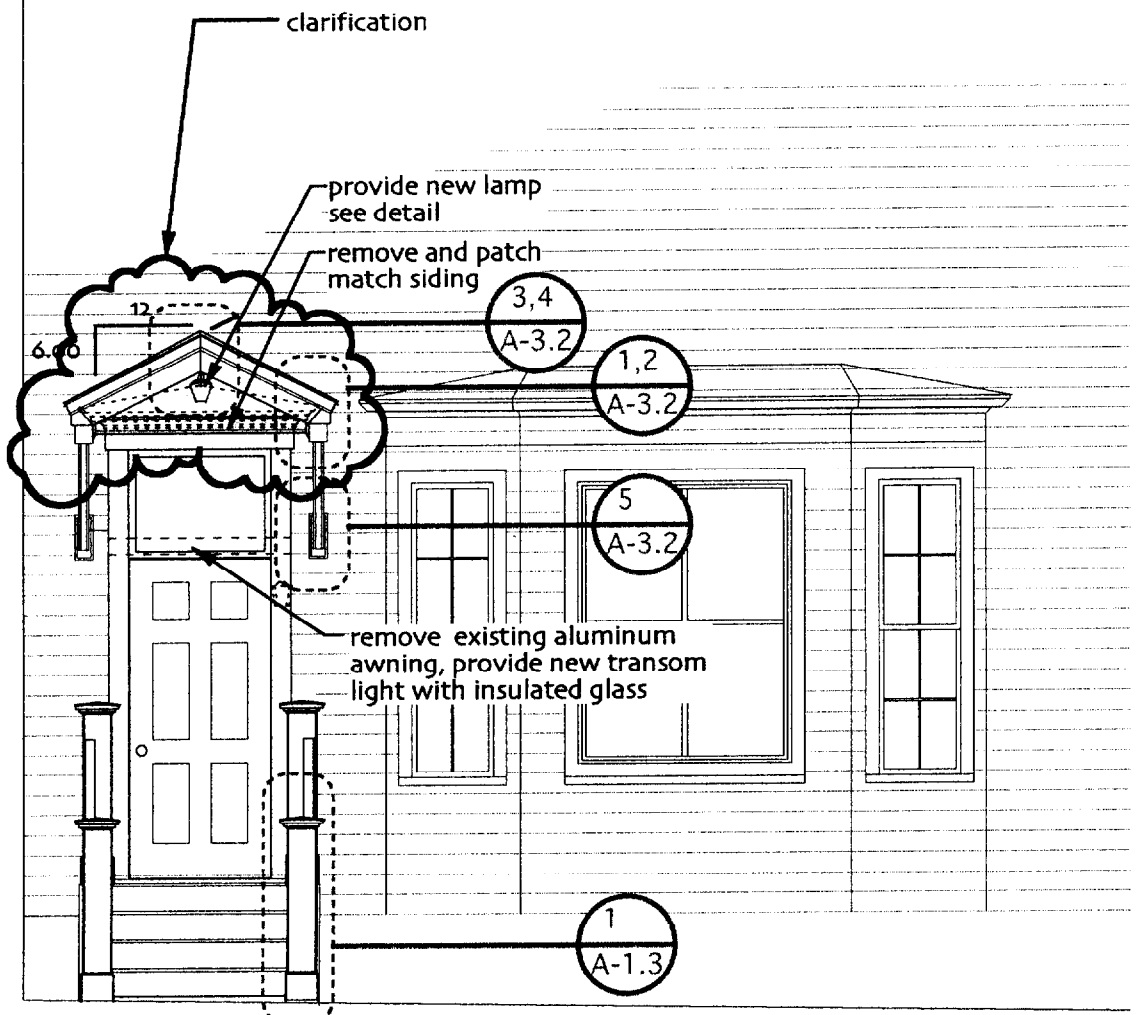 clarification
provide new lamp
see detail
remove and patch
match siding
12
6.00
3,4
A-3.2
1,2
A-3.2
5
A-3.2
remove existing aluminum
awning, provide new transom
light with insulated glass
1
A-1.3